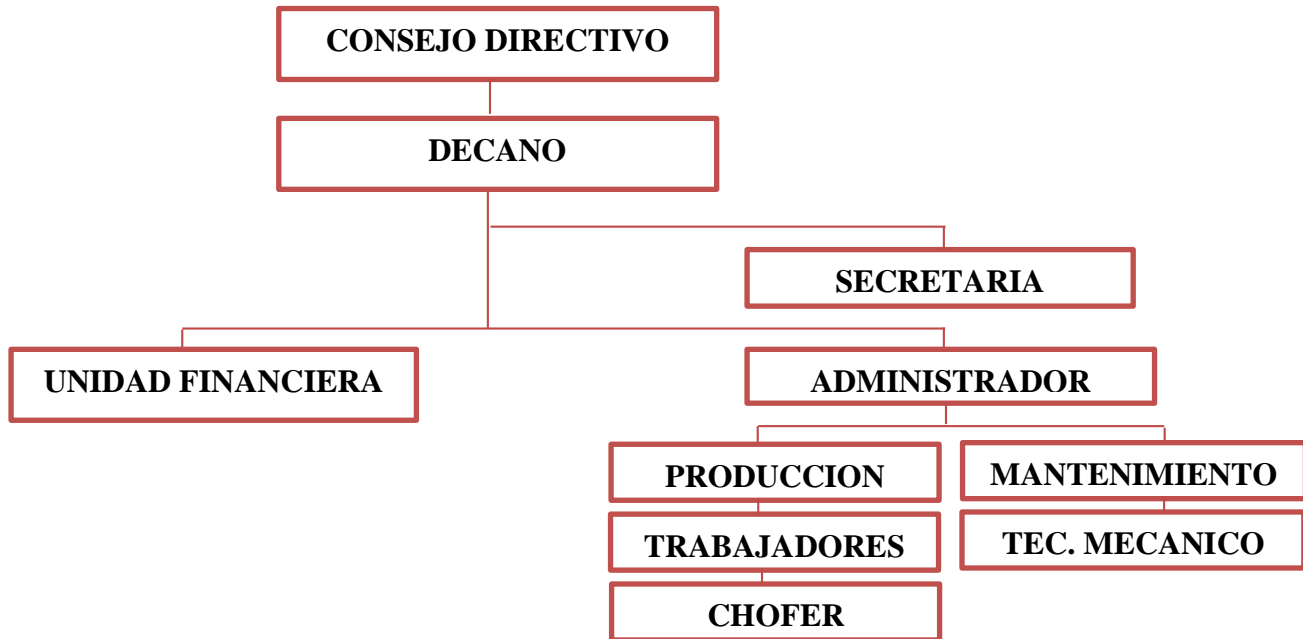 CONSEJO DIRECTIVO
DECANO
SECRETARIA
UNIDAD FINANCIERA
ADMINISTRADOR
PRODUCCION
MANTENIMIENTO
TRABAJADORES
TEC. MECANICO
CHOFER